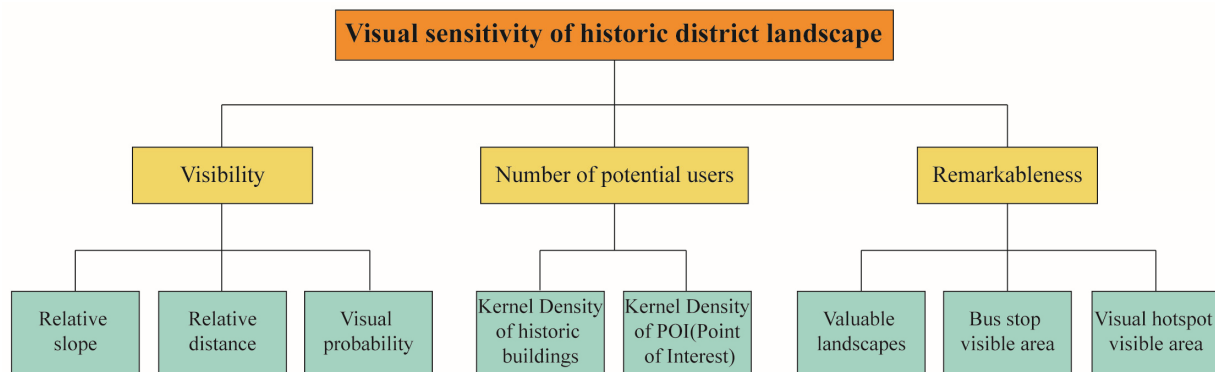 Visual sensitivity of historic district landscape
Visibility
Number of potential users
Remarkableness
Relative
slope
Relative
distance
Visual
probability
Kernel Density
of historic
buildings
Kernel Density
of POI(Point
of Interest)
Valuable
landscapes
Bus stop
visible area
Visual hotspot
visible area